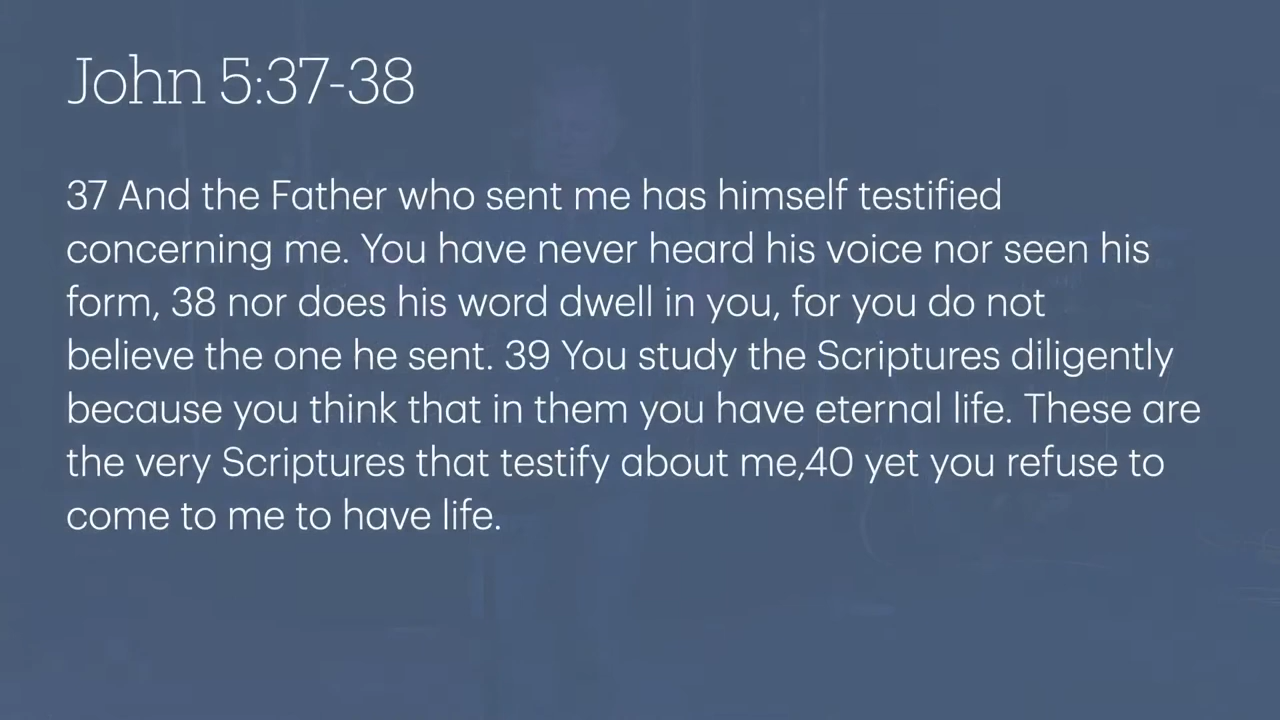 John 5:37-38
37 And the Father who sent me has himself testified
concerning me. You have never heard his voice nor seen his
form, 38 nor does his word dwell in you, for you do not
believe the one he sent. 39 You study the Scriptures diligently
because you think that in them you have eternal life. These are
the very Scriptures that testify about me,40 yet you refuse to
come to me to have life.